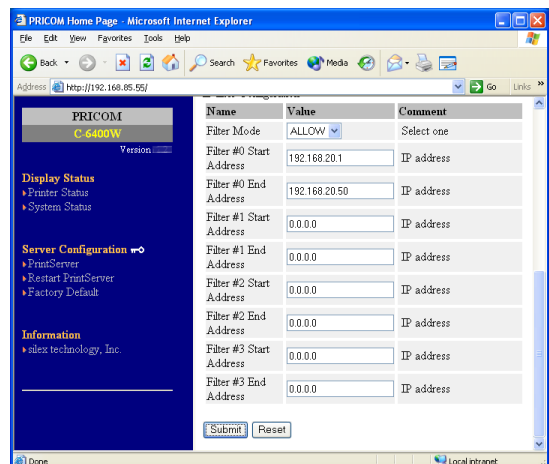 PRICOM Home Page - Microsoft Internet Explorer
File Edit View Favorites Tools Help
Back Search Favorites Media
Address http://192.168.85.55/ Go Links »
PRICOM
C-6400W
Version
Display Status
Printer Status
System Status
Server Configuration
PrintServer
Restart PrintServer
Factory Default
Information
silex technology, Inc.
Name Value Comment
Filter Mode ALLOW Select one
Filter #0 Start Address 192.168.20.1 IP address
Filter #0 End Address 192.168.20.50 IP address
Filter #1 Start Address 0.0.0.0 IP address
Filter #1 End Address 0.0.0.0 IP address
Filter #2 Start Address 0.0.0.0 IP address
Filter #2 End Address 0.0.0.0 IP address
Filter #3 Start Address 0.0.0.0 IP address
Filter #3 End Address 0.0.0.0 IP address
Submit Reset
Done Local intranet